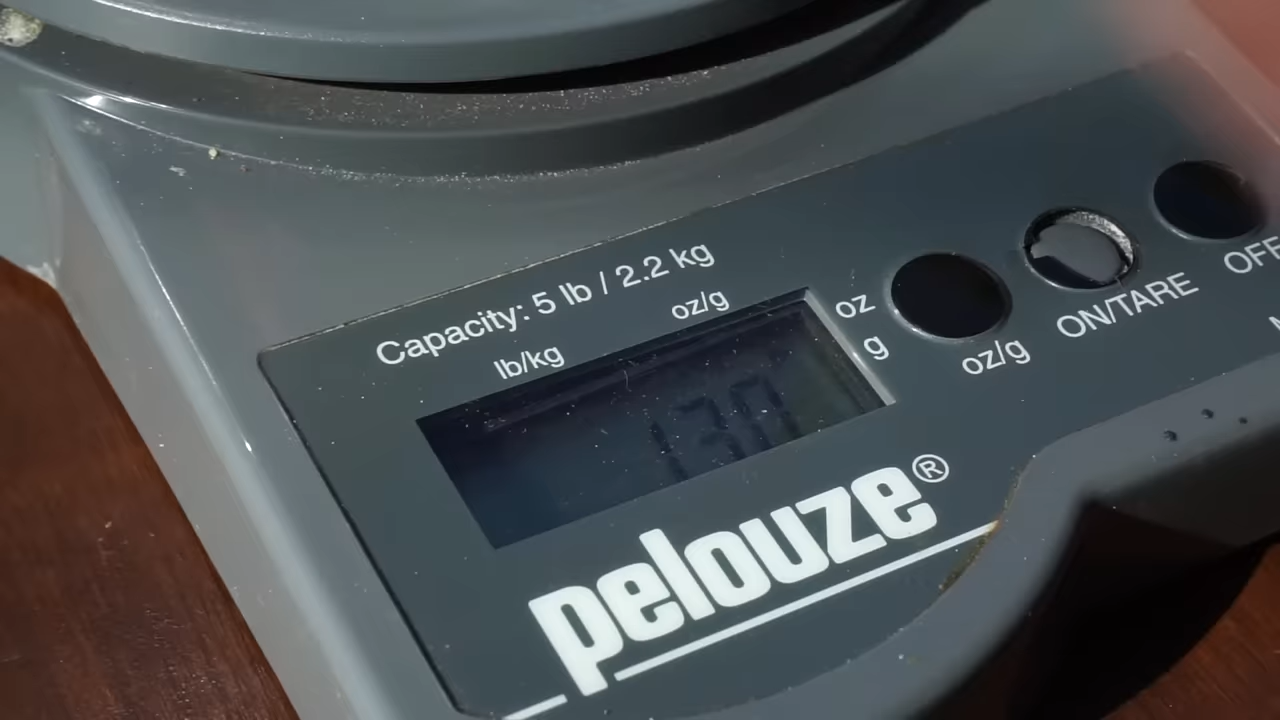 Capacity: 5 lb / 2.2 kg
lb/kg
oz/g
oz
g
130
oz/g
ON/TARE
OFF
pelouze®